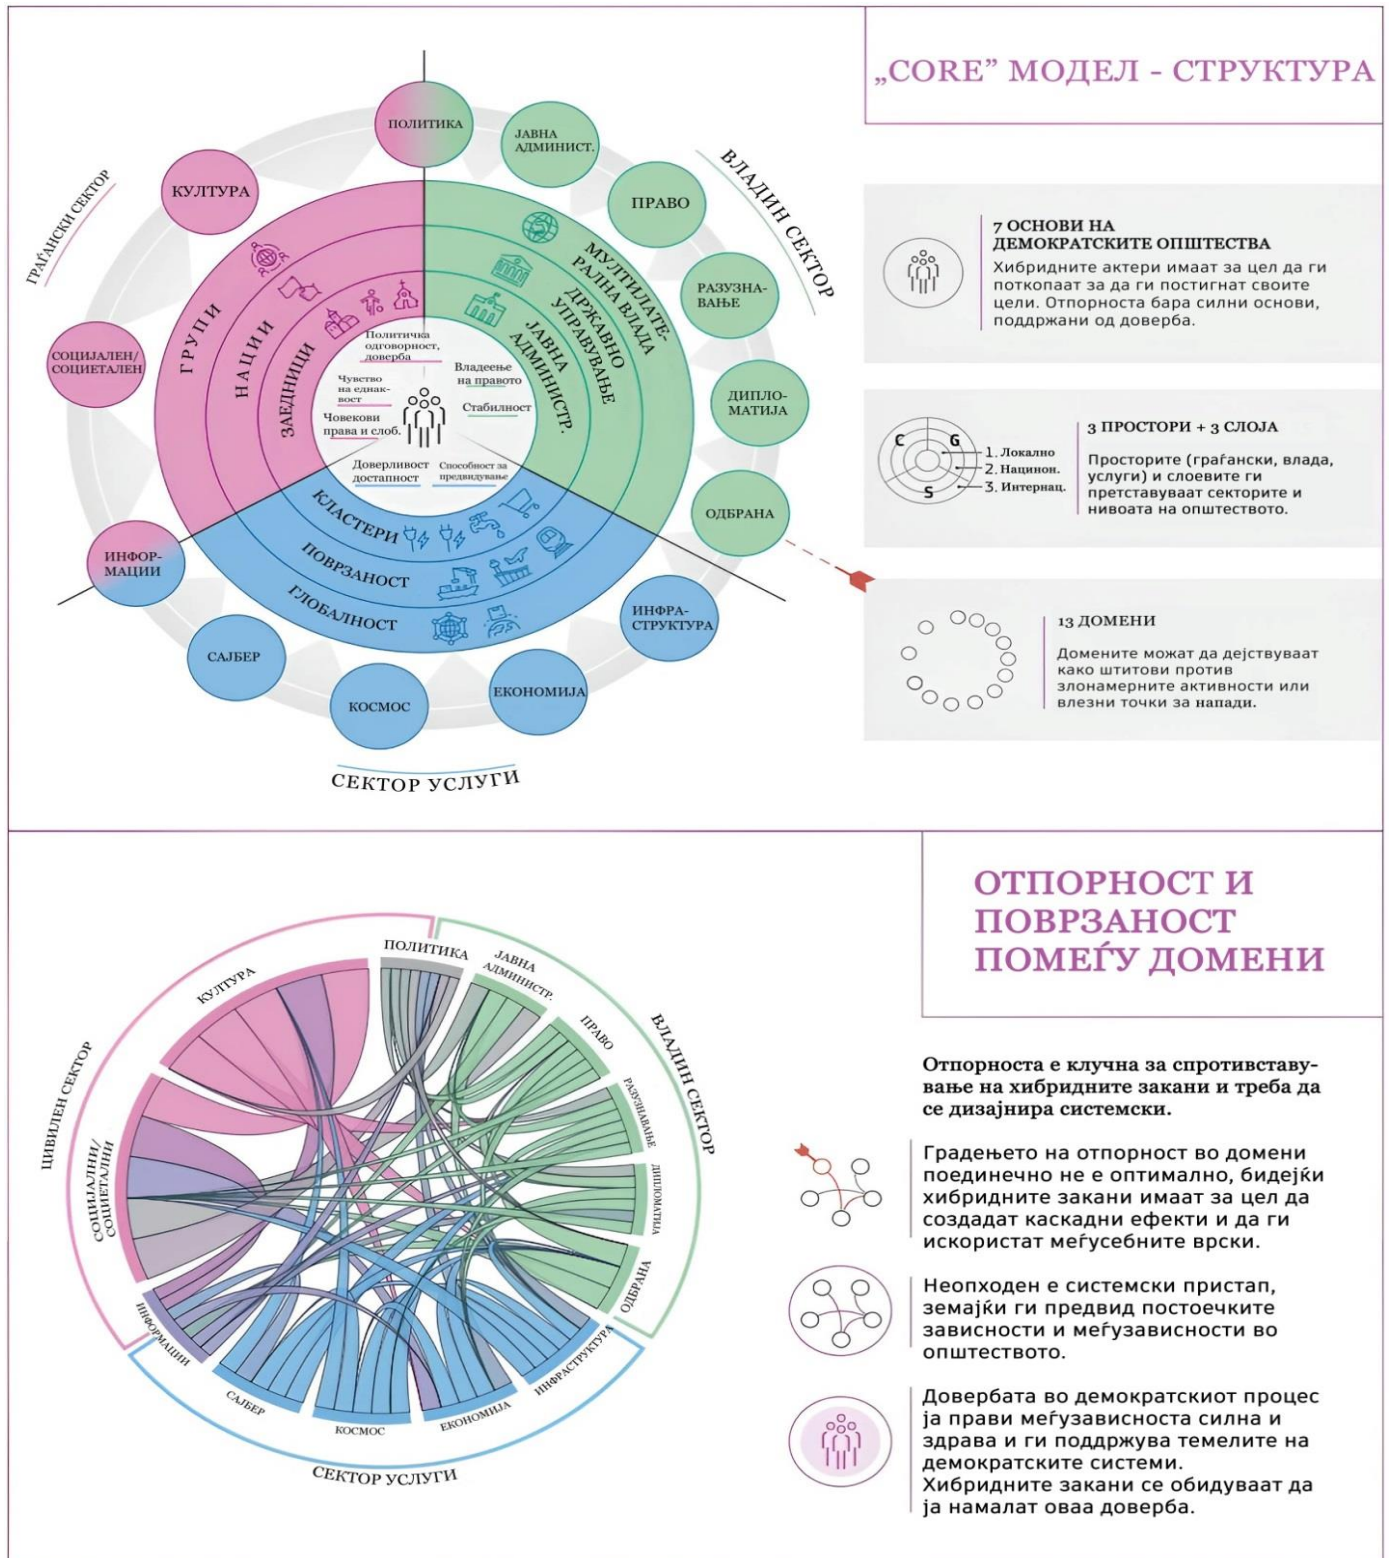 „CORE” МОДЕЛ - СТРУКТУРА
ПОЛИТИКА
ЈАВНА
АДМИНИСТ.
ПРАВО
РАЗУЗНА-
ВАЊЕ
ДИПЛО-
МАТИЈА
ОДБРАНА
ИНФРА-
СТРУКТУРА
ЕКОНОМИЈА
КОСМОС
САЈБЕР
ИНФОР-
МАЦИИ
СОЦИЈАЛЕН/
СОЦИЕТАЛЕН
КУЛТУРА
ГРАЃАНСКИ СЕКТОР
ВЛАДИН СЕКТОР
СЕКТОР УСЛУГИ
ГРУПИ
НАЦИИ
ЗАЕДНИЦИ
МУЛТИЛАТЕ-
РАЛНА ВЛАДА
ДРЖАВНО
УПРАВУВАЊЕ
ЈАВНА
АДМИНИСТР.
КЛАСТЕРИ
ПОВРЗАНОСТ
ГЛОБАЛНОСТ
Политичка
одговорност,
доверба
Чувство
на еднак-
вост
Човекови
права и слоб.
Владеење
на правото
Стабилност
Доверливост
достапност
Способност за
предвидување
7 ОСНОВИ НА
ДЕМОКРАТСКИТЕ ОПШТЕСТВА
Хибридните актери имаат за цел да ги
поткопаат за да ги постигнат своите
цели. Отпорноста бара силни основи,
поддржани од доверба.
C
G
S
1. Локално
2. Нацинон.
3. Интернац.
3 ПРОСТОРИ + 3 СЛОЈА
Просторите (граѓански, влада,
услуги) и слоевите ги
претставуваат секторите и
нивоата на општеството.
13 ДОМЕНИ
Домените можат да дејствуваат
како штитови против
злонамерните активности или
влезни точки за напади.
ОТПОРНОСТ И
ПОВРЗАНОСТ
ПОМЕЃУ ДОМЕНИ
ЦИВИЛЕН СЕКТОР
ВЛАДИН СЕКТОР
СЕКТОР УСЛУГИ
ПОЛИТИКА
ЈАВНА
АДМИНИСТР.
ПРАВО
РАЗУЗНАВАЊЕ
ДИПЛОМАТИЈА
ОДБРАНА
ИНФРАСТРУКТУРА
ЕКОНОМИЈА
КОСМОС
САЈБЕР
ИНФОРМАЦИИ
СОЦИЈАЛНИ/
СОЦИЕТАЛНИ
КУЛТУРА
Отпорноста е клучна за спротивставу-
вање на хибридните закани и треба да
се дизајнира системски.
Градењето на отпорност во домени
поединечно не е оптимално, бидејќи
хибридните закани имаат за цел да
создадат каскадни ефекти и да ги
искористат меѓусебните врски.
Неопходен е системски пристап,
земајќи ги предвид постоечките
зависности и меѓузависности во
општеството.
Довербата во демократскиот процес
ја прави меѓузависноста силна и
здрава и ги поддржува темелите на
демократските системи.
Хибридните закани се обидуваат да
ја намалат оваа доверба.